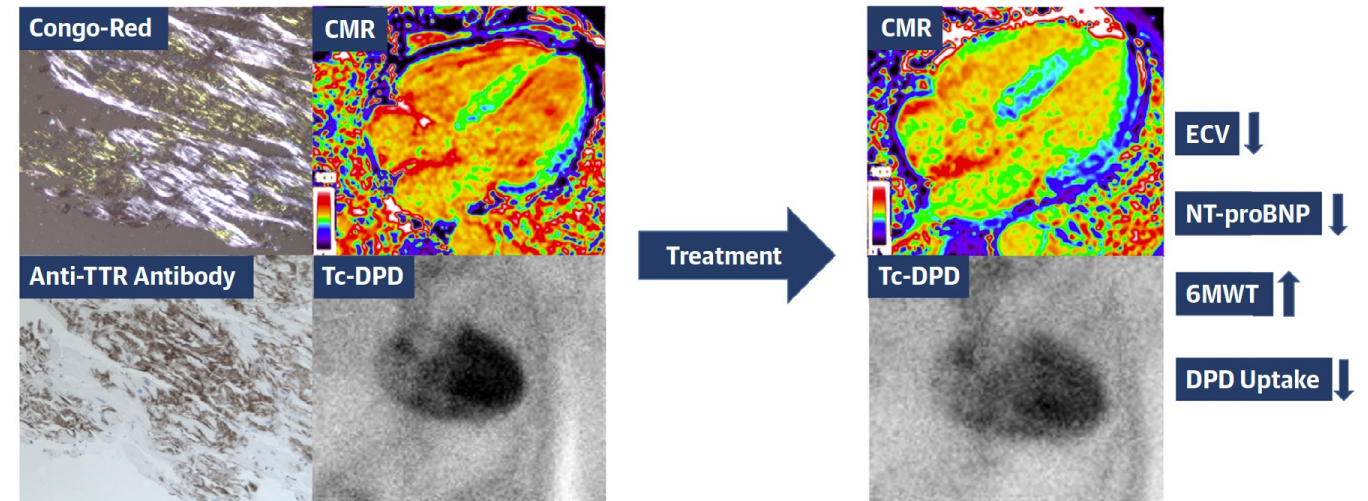 Congo-Red
CMR
Anti-TTR Antibody
Tc-DPD
Treatment
CMR
Tc-DPD
ECV
NT-proBNP
6MWT
DPD Uptake